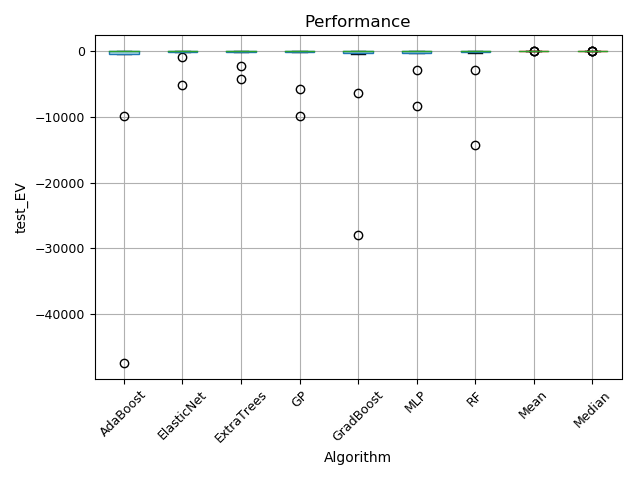 Performance
test_EV
0
−10000
−20000
−30000
−40000
AdaBoost
ElasticNet
ExtraTrees
GP
GradBoost
MLP
RF
Mean
Median
Algorithm